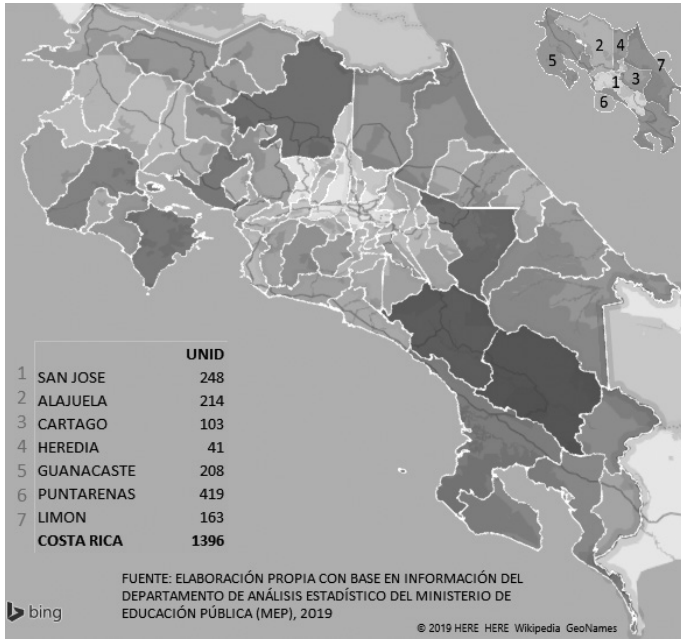 2 4
5 7
1 3
6
UNID
1 SAN JOSE 248
2 ALAJUELA 214
3 CARTAGO 103
4 HEREDIA 41
5 GUANACASTE 208
6 PUNTARENAS 419
7 LIMON 163
COSTA RICA 1396
FUENTE: ELABORACIÓN PROPIA CON BASE EN INFORMACIÓN DEL
DEPARTAMENTO DE ANÁLISIS ESTADÍSTICO DEL MINISTERIO DE
EDUCACIÓN PÚBLICA (MEP), 2019
bing
© 2019 HERE HERE Wikipedia GeoNames